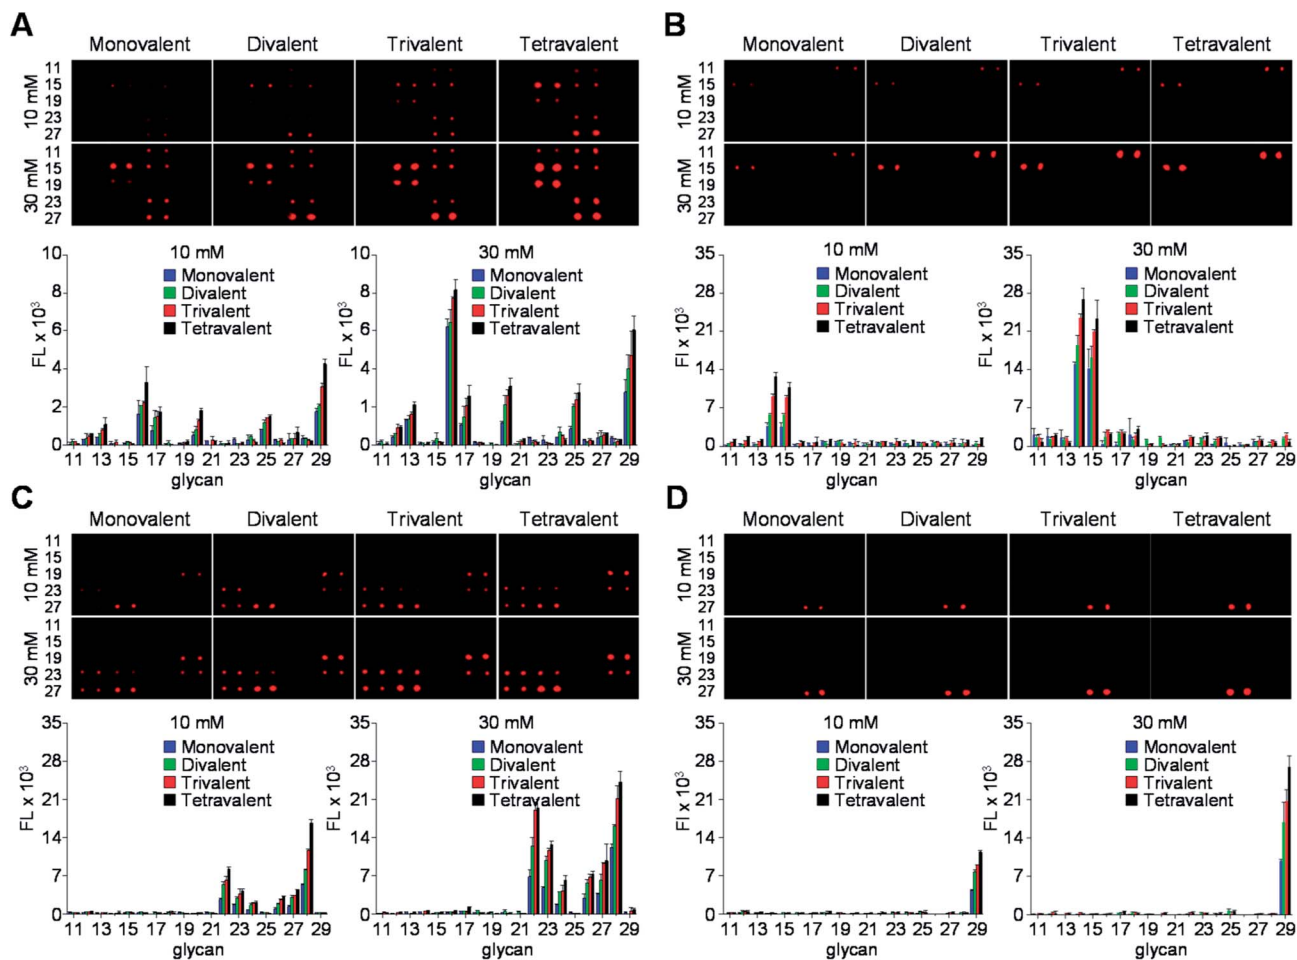 A
Monovalent Divalent Trivalent Tetravalent
10 mM
11
15
19
23
27
30 mM
11
15
19
23
27
10 mM
FL x 10³
10
8
6
4
2
0
Monovalent
Divalent
Trivalent
Tetravalent
11 13 15 17 19 21 23 25 27 29
glycan
30 mM
FL x 10³
10
8
6
4
1
0
Monovalent
Divalent
Trivalent
Tetravalent
11 13 15 17 19 21 23 25 27 29
glycan
B
Monovalent Divalent Trivalent Tetravalent
10 mM
11
15
19
23
27
30 mM
11
15
19
23
27
10 mM
Fl x 10³
35
28
21
14
7
0
Monovalent
Divalent
Trivalent
Tetravalent
11 13 15 17 19 21 23 25 27 29
glycan
30 mM
FL x 10³
35
28
21
14
7
0
Monovalent
Divalent
Trivalent
Tetravalent
11 13 15 17 19 21 23 25 27 29
glycan
C
Monovalent Divalent Trivalent Tetravalent
10 mM
11
15
19
23
27
30 mM
11
15
19
23
27
10 mM
FL x 10³
35
28
21
14
7
0
Monovalent
Divalent
Trivalent
Tetravalent
11 13 15 17 19 21 23 25 27 29
glycan
30 mM
FL x 10³
35
28
21
14
7
0
Monovalent
Divalent
Trivalent
Tetravalent
11 13 15 17 19 21 23 25 27 29
glycan
D
Monovalent Divalent Trivalent Tetravalent
10 mM
11
15
19
23
27
30 mM
11
15
19
23
27
10 mM
Fl x 10³
35
28
21
14
7
0
Monovalent
Divalent
Trivalent
Tetravalent
11 13 15 17 19 21 23 25 27 29
glycan
30 mM
FL x 10³
35
28
21
14
7
0
Monovalent
Divalent
Trivalent
Tetravalent
11 13 15 17 19 21 23 25 27 29
glycan